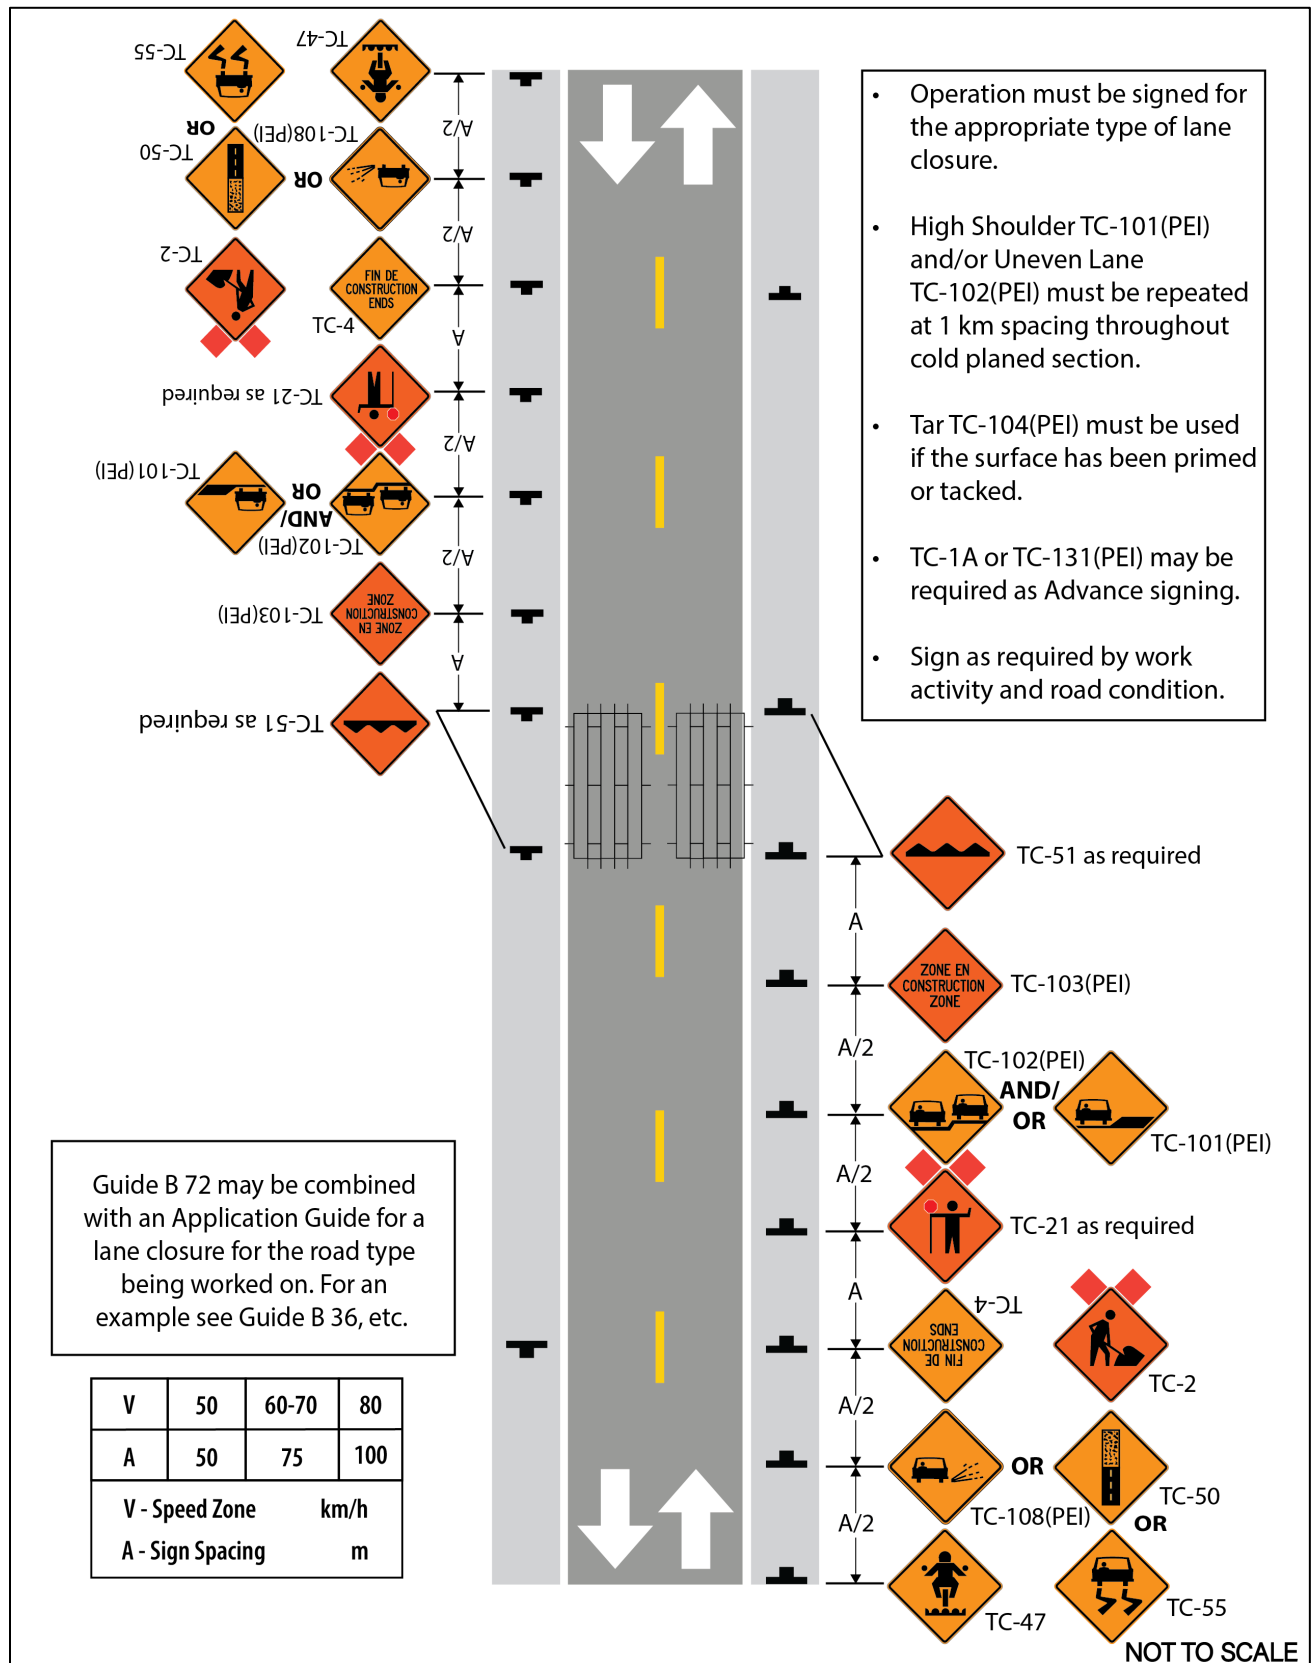 TC-55
TC-47
A/2
OR
TC-50
TC-108(PEI)
OR
A/2
TC-2
FIN DE
CONSTRUCTION
ENDS
TC-4
A
TC-21 as required
A/2
TC-101(PEI)
AND/
OR
TC-102(PEI)
A/2
TC-103(PEI)
ZONE EN
CONSTRUCTION
ZONE
A
TC-51 as required
• Operation must be signed for
the appropriate type of lane
closure.
• High Shoulder TC-101(PEI)
and/or Uneven Lane
TC-102(PEI) must be repeated
at 1 km spacing throughout
cold planed section.
• Tar TC-104(PEI) must be used
if the surface has been primed
or tacked.
• TC-1A or TC-131(PEI) may be
required as Advance signing.
• Sign as required by work
activity and road condition.
TC-51 as required
A
ZONE EN
CONSTRUCTION
ZONE
TC-103(PEI)
A/2
TC-102(PEI)
AND/
OR
TC-101(PEI)
A/2
TC-21 as required
A
TC-4
FIN DE
CONSTRUCTION
ENDS
TC-2
A/2
OR
TC-108(PEI)
TC-50
OR
A/2
TC-47
TC-55
Guide B 72 may be combined
with an Application Guide for a
lane closure for the road type
being worked on. For an
example see Guide B 36, etc.
V 50 60-70 80
A 50 75 100
V - Speed Zone km/h
A - Sign Spacing m
NOT TO SCALE